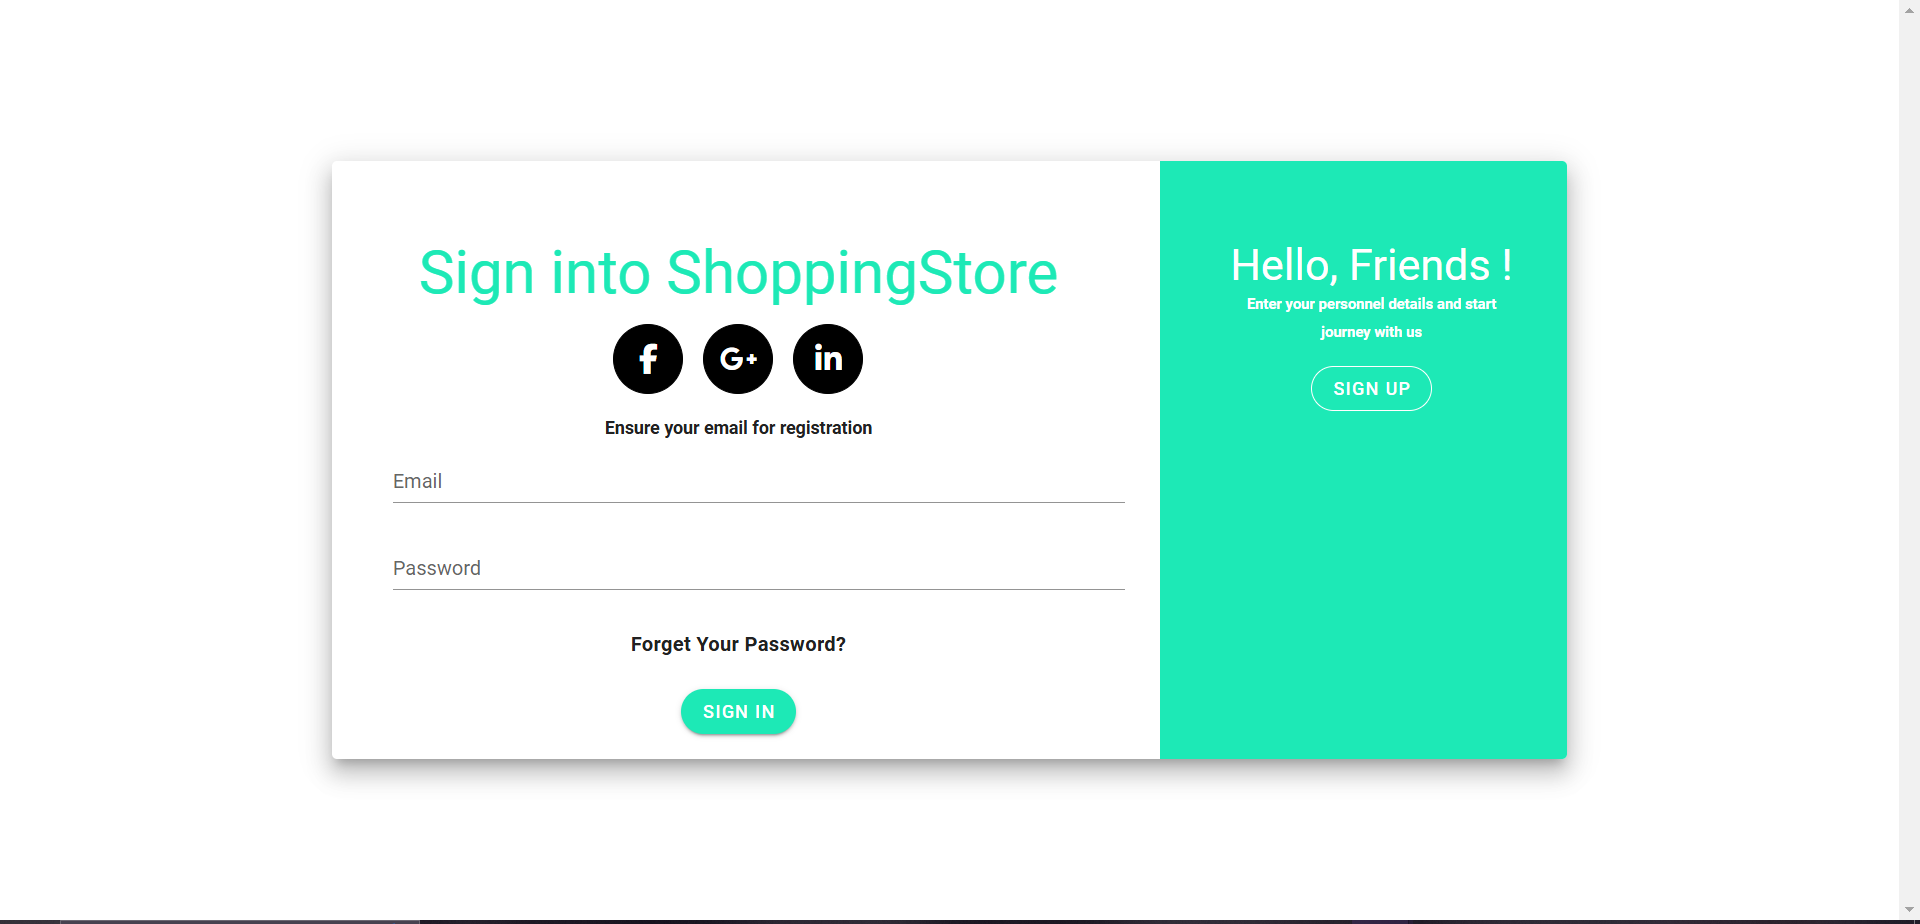 Sign into ShoppingStore
f
G+
in
Ensure your email for registration
Email
Password
Forget Your Password?
SIGN IN
Hello, Friends !
Enter your personnel details and start
journey with us
SIGN UP